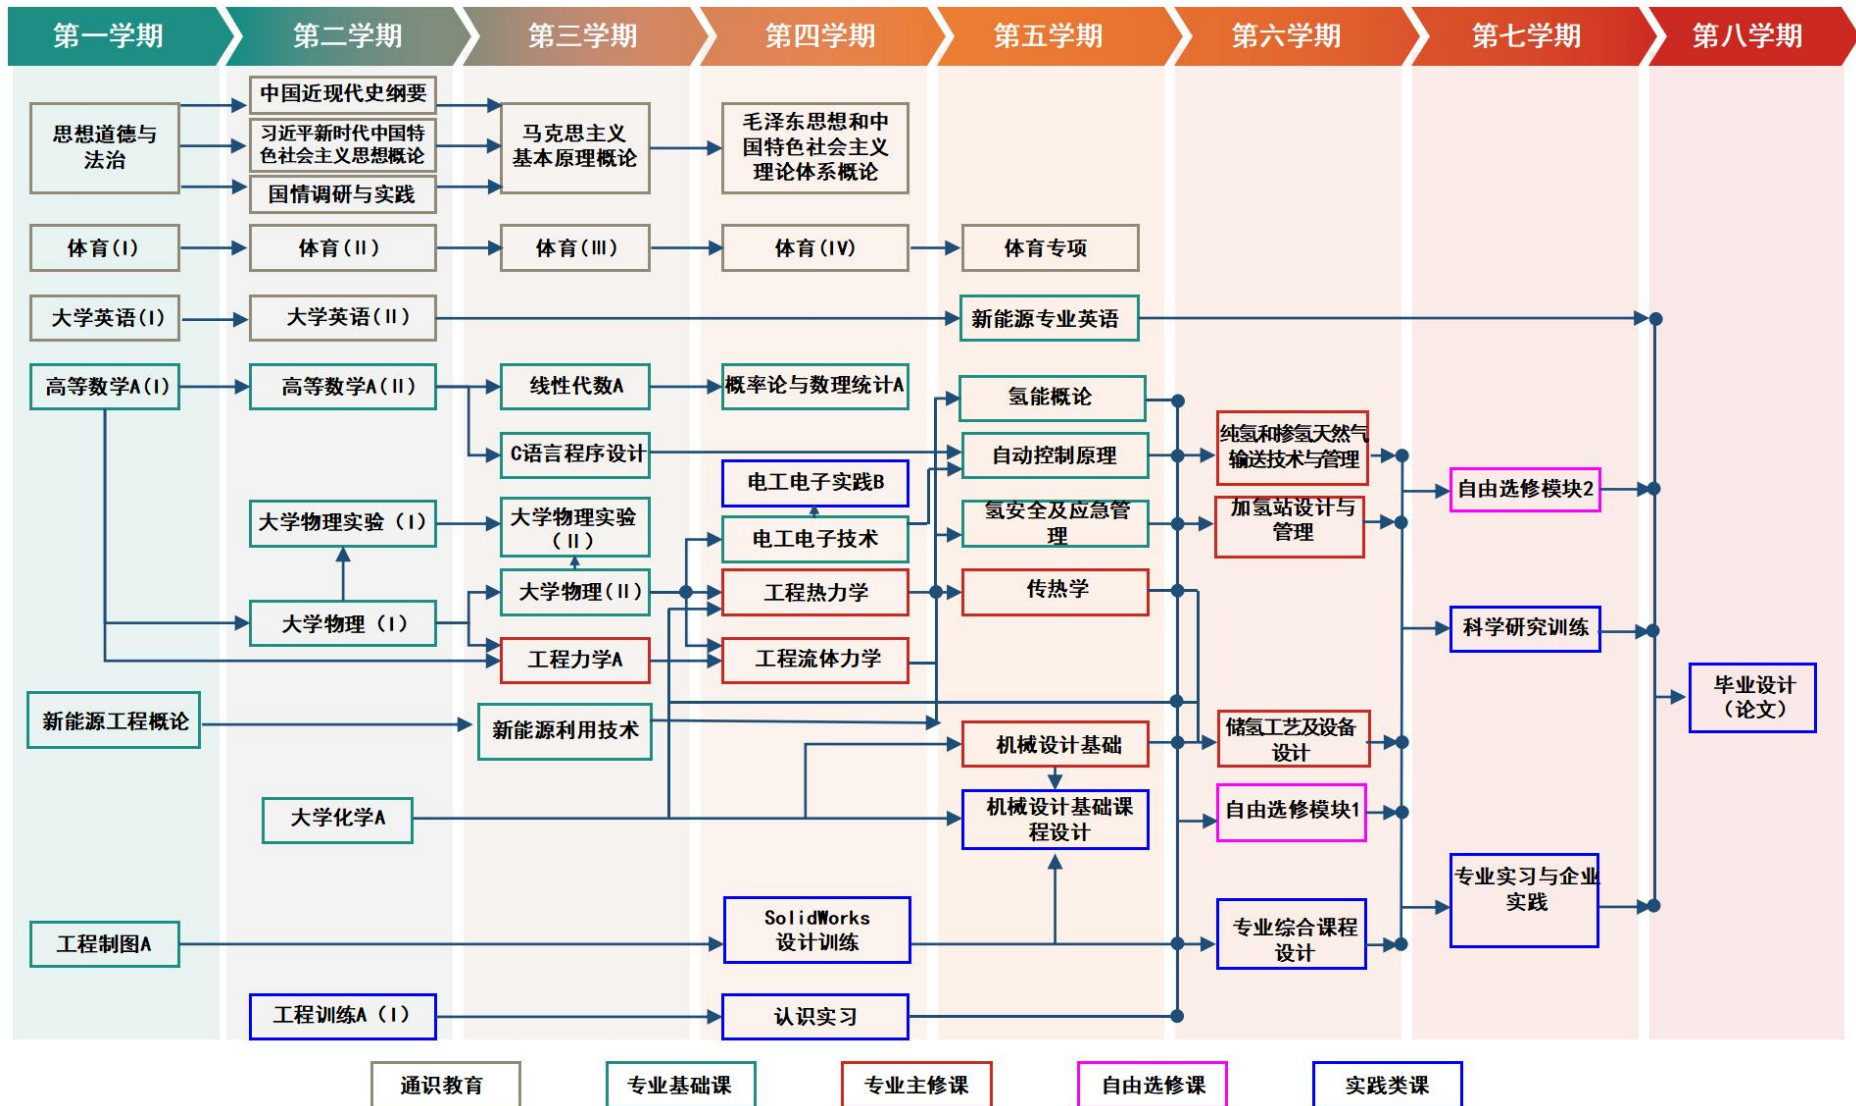 第一学期
第二学期
第三学期
第四学期
第五学期
第六学期
第七学期
第八学期
思想道德与
法治
中国近现代史纲要
习近平新时代中国特
色社会主义思想概论
国情调研与实践
马克思主义
基本原理概论
毛泽东思想和中
国特色社会主义
理论体系概论
体育(I)
体育(II)
体育(III)
体育(IV)
体育专项
大学英语(I)
大学英语(II)
新能源专业英语
高等数学A(I)
高等数学A(II)
线性代数A
概率论与数理统计A
氢能概论
C语言程序设计
自动控制原理
纯氢和掺氢天然气
输送技术与管理
电工电子实践B
自由选修模块2
大学物理实验（I）
大学物理实验
（II）
电工电子技术
氢安全及应急管
理
加氢站设计与
管理
大学物理（I）
大学物理(II)
工程热力学
传热学
科学研究训练
工程力学A
工程流体力学
新能源工程概论
新能源利用技术
机械设计基础
储氢工艺及设备
设计
毕业设计
（论文）
大学化学A
机械设计基础课
程设计
自由选修模块1
专业实习与企业
实践
工程制图A
SolidWorks
设计训练
专业综合课程
设计
工程训练A（I）
认识实习
通识教育
专业基础课
专业主修课
自由选修课
实践类课